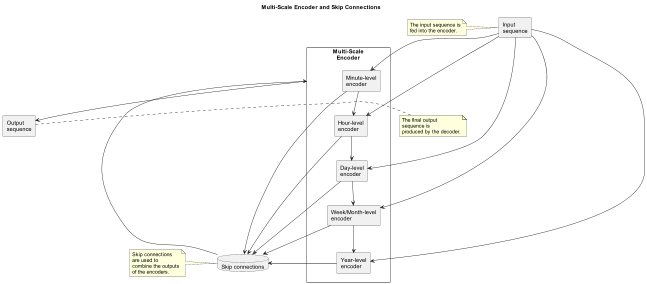 Multi-Scale Encoder and Skip Connections
The input sequence is
fed into the encoder.
Input
sequence
Multi-Scale
Encoder
Minute-level
encoder
Output
sequence
Hour-level
encoder
The final output
sequence is
produced by the decoder.
Day-level
encoder
Week/Month-level
encoder
Skip connections
are used to
combine the outputs
of the encoders.
Skip connections
Year-level
encoder